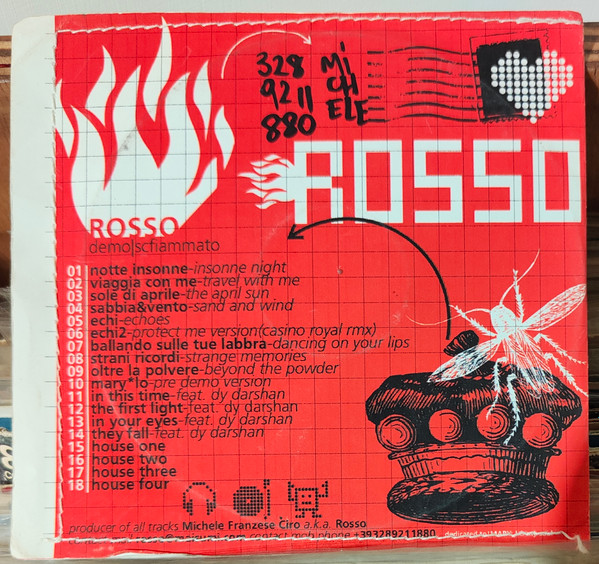 328
9211
880
Mi
CH
ELE
ROSSO
ROSSO
demo|scfiammato
01 notte insonne-insonne night
02 viaggia con me-travel with me
03 sole di aprile-the april sun
04 sabbia&vento-sand and wind
05 echi-echoes
06 echi2-protect me version(casino royal rmx)
07 ballando sulle tue labbra-dancing on your lips
08 strani ricordi-strange memories
09 oltre la polvere-beyond the powder
10 mary*lo-pre demo version
11 in this time-feat. dy darshan
12 the first light-feat. dy darshan
13 in your eyes-feat. dy darshan
14 they fall-feat. dy darshan
15 house one
16 house two
17 house three
18 house four
producer of all tracks Michele Franzese Ciro a.k.a. Rosso
contact mob.phone +393289211880 dedicated to